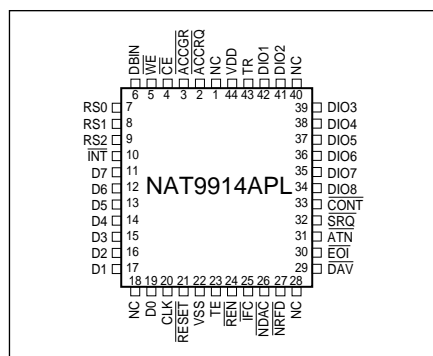 DBIN WE CE ACCGR ACCRQ NC VDD TR DIO1 DIO2 NC
6 5 4 3 2 1 44 43 42 41 40
RS0 7 39 DIO3
RS1 8 38 DIO4
RS2 9 37 DIO5
INT 10 36 DIO6
D7 11 35 DIO7
D6 12 34 DIO8
NAT9914APL
D5 13 33 CONT
D4 14 32 SRQ
D3 15 31 ATN
D2 16 30 EOI
D1 17 29 DAV
18 19 20 21 22 23 24 25 26 27 28
NC D0 CLK RESET VSS TE REN IFC NDAC NRFD NC